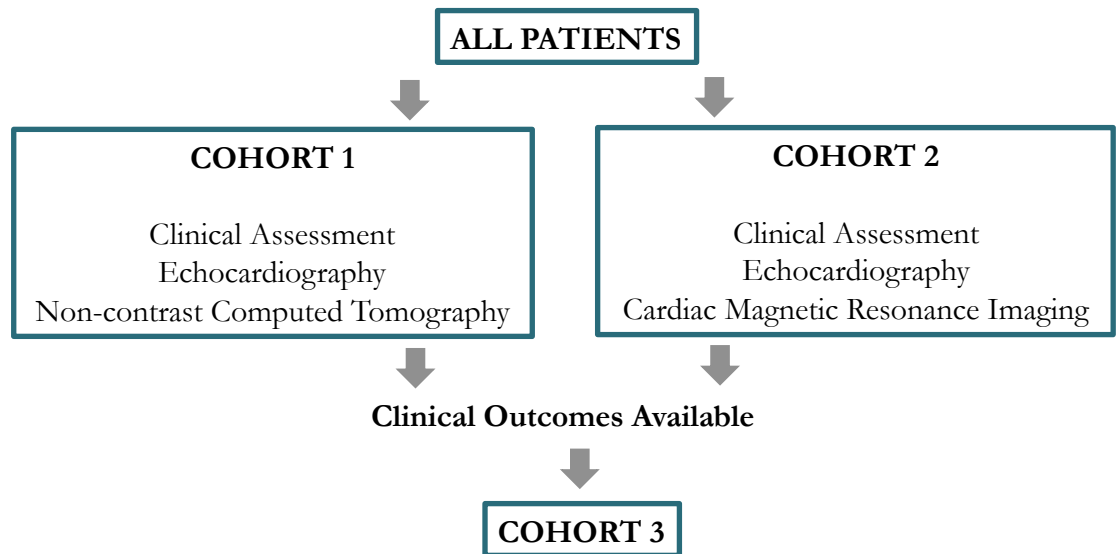 ALL PATIENTS
COHORT 1
Clinical Assessment
Echocardiography
Non-contrast Computed Tomography
COHORT 2
Clinical Assessment
Echocardiography
Cardiac Magnetic Resonance Imaging
Clinical Outcomes Available
COHORT 3